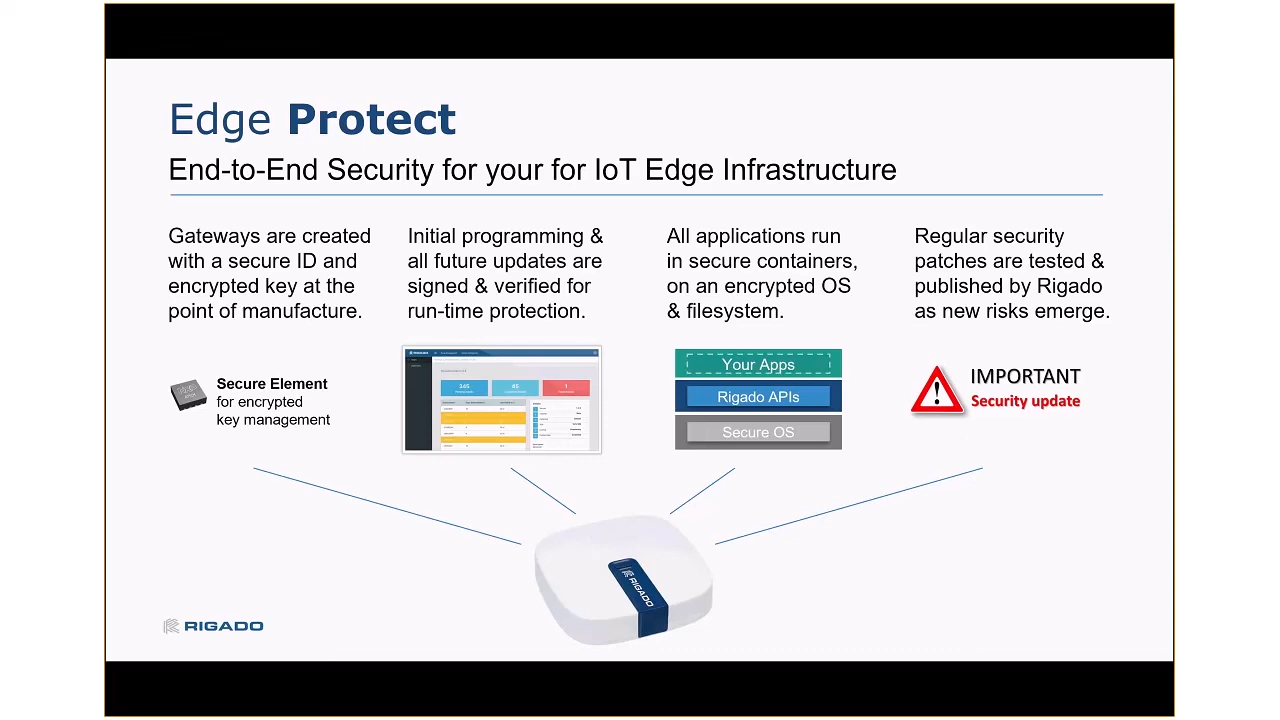 Edge Protect
End-to-End Security for your for IoT Edge Infrastructure
Gateways are created
with a secure ID and
encrypted key at the
point of manufacture.
Initial programming &
all future updates are
signed & verified for
run-time protection.
All applications run
in secure containers,
on an encrypted OS
& filesystem.
Regular security
patches are tested &
published by Rigado
as new risks emerge.
Secure Element
for encrypted
key management
RIGADO
345
45
1
Your Apps
Rigado APIs
Secure OS
IMPORTANT
Security update
RIGADO
RIGADO